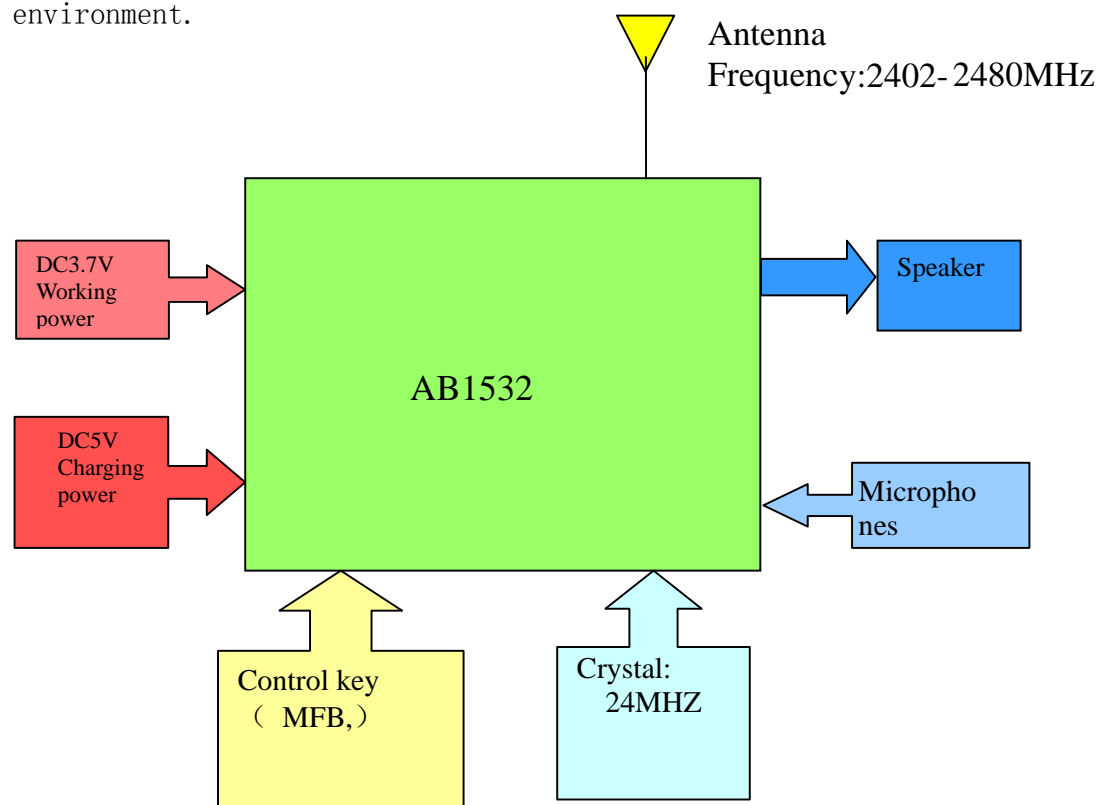 environment.
Antenna
Frequency:2402-2480MHz
DC3.7V
Working
power
Speaker
AB1532
DC5V
Charging
power
Micropho
nes
Control key
（ MFB,）
Crystal:
24MHZ